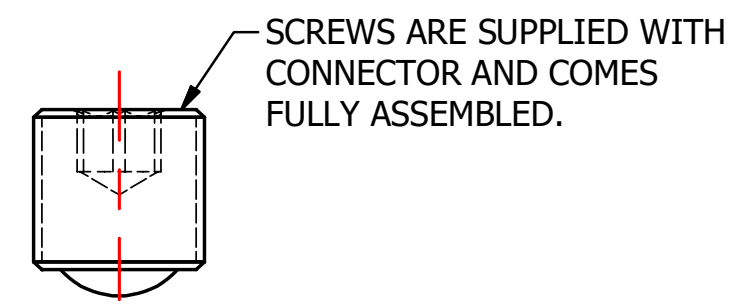 SCREWS ARE SUPPLIED WITH
CONNECTOR AND COMES
FULLY ASSEMBLED.